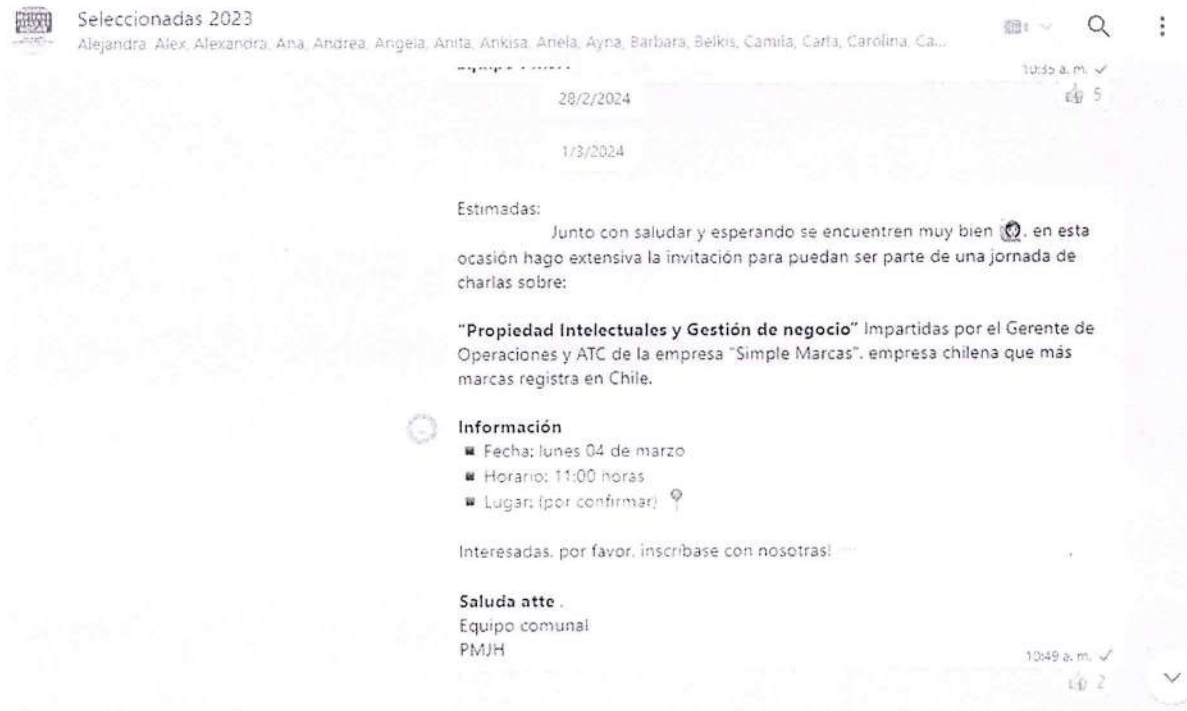 Seleccionadas 2023
Alejandra, Alex, Alexandra, Ana, Andrea, Angela, Anita, Ankisa, Anela, Ayna, Barbara, Belkis, Camila, Carla, Carolina, Ca...
10:35 a. m.
5
28/2/2024
1/3/2024
Estimadas:
Junto con saludar y esperando se encuentren muy bien , en esta
ocasión hago extensiva la invitación para puedan ser parte de una jornada de
charlas sobre:
"Propiedad Intelectuales y Gestión de negocio" Impartidas por el Gerente de
Operaciones y ATC de la empresa "Simple Marcas". empresa chilena que más
marcas registra en Chile.
Información
Fecha: lunes 04 de marzo
Horario: 11:00 horas
Lugar: (por confirmar)
Interesadas, por favor, inscríbase con nosotras!
Saluda atte .
Equipo comunal
PMJH
10:49 a. m.
2